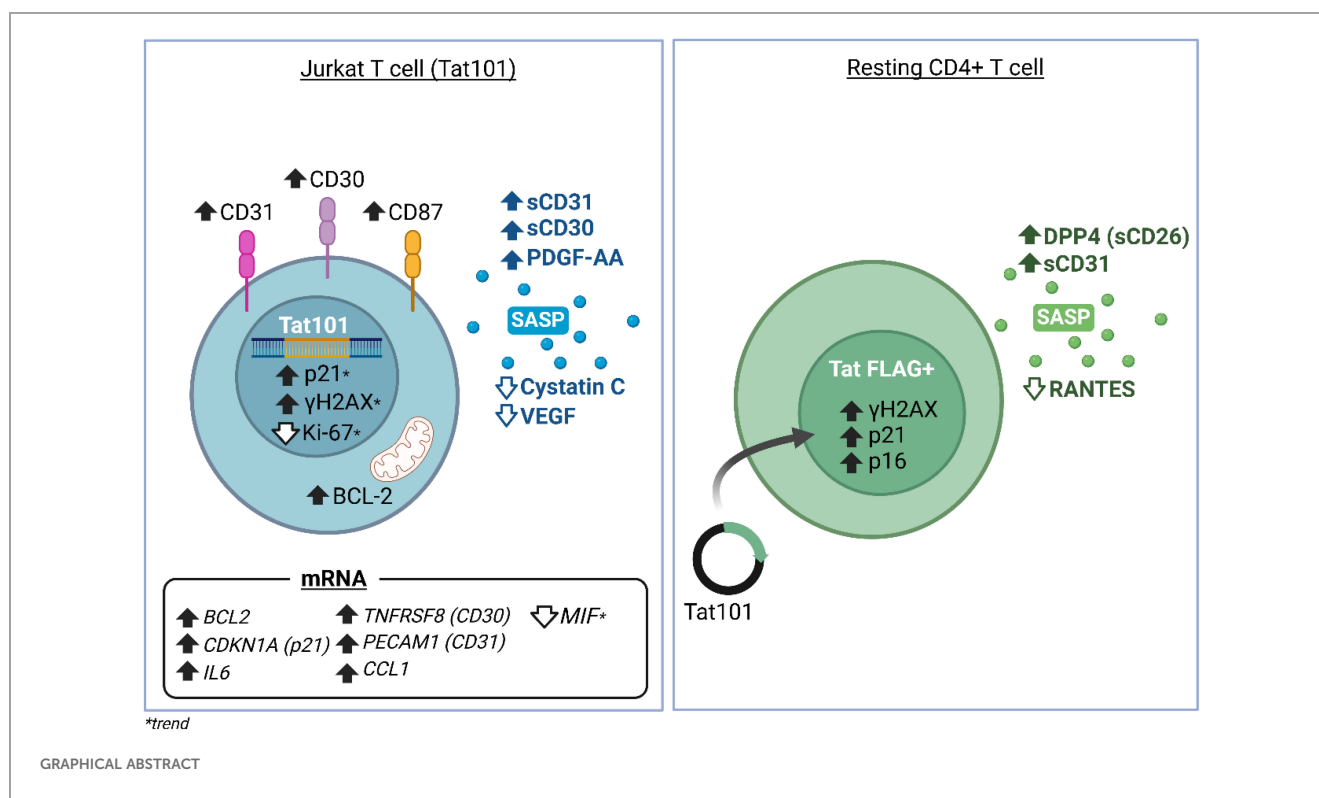 Jurkat T cell (Tat101)
CD30
CD31
CD87
sCD31
sCD30
PDGF-AA
SASP
Cystatin C
VEGF
Tat101
p21*
γH2AX*
Ki-67*
BCL-2
mRNA
BCL2
CDKN1A (p21)
IL6
TNFRSF8 (CD30)
PECAM1 (CD31)
CCL1
MIF*
*trend
Resting CD4+ T cell
DPP4 (sCD26)
sCD31
SASP
RANTES
Tat FLAG+
γH2AX
p21
p16
Tat101
GRAPHICAL ABSTRACT